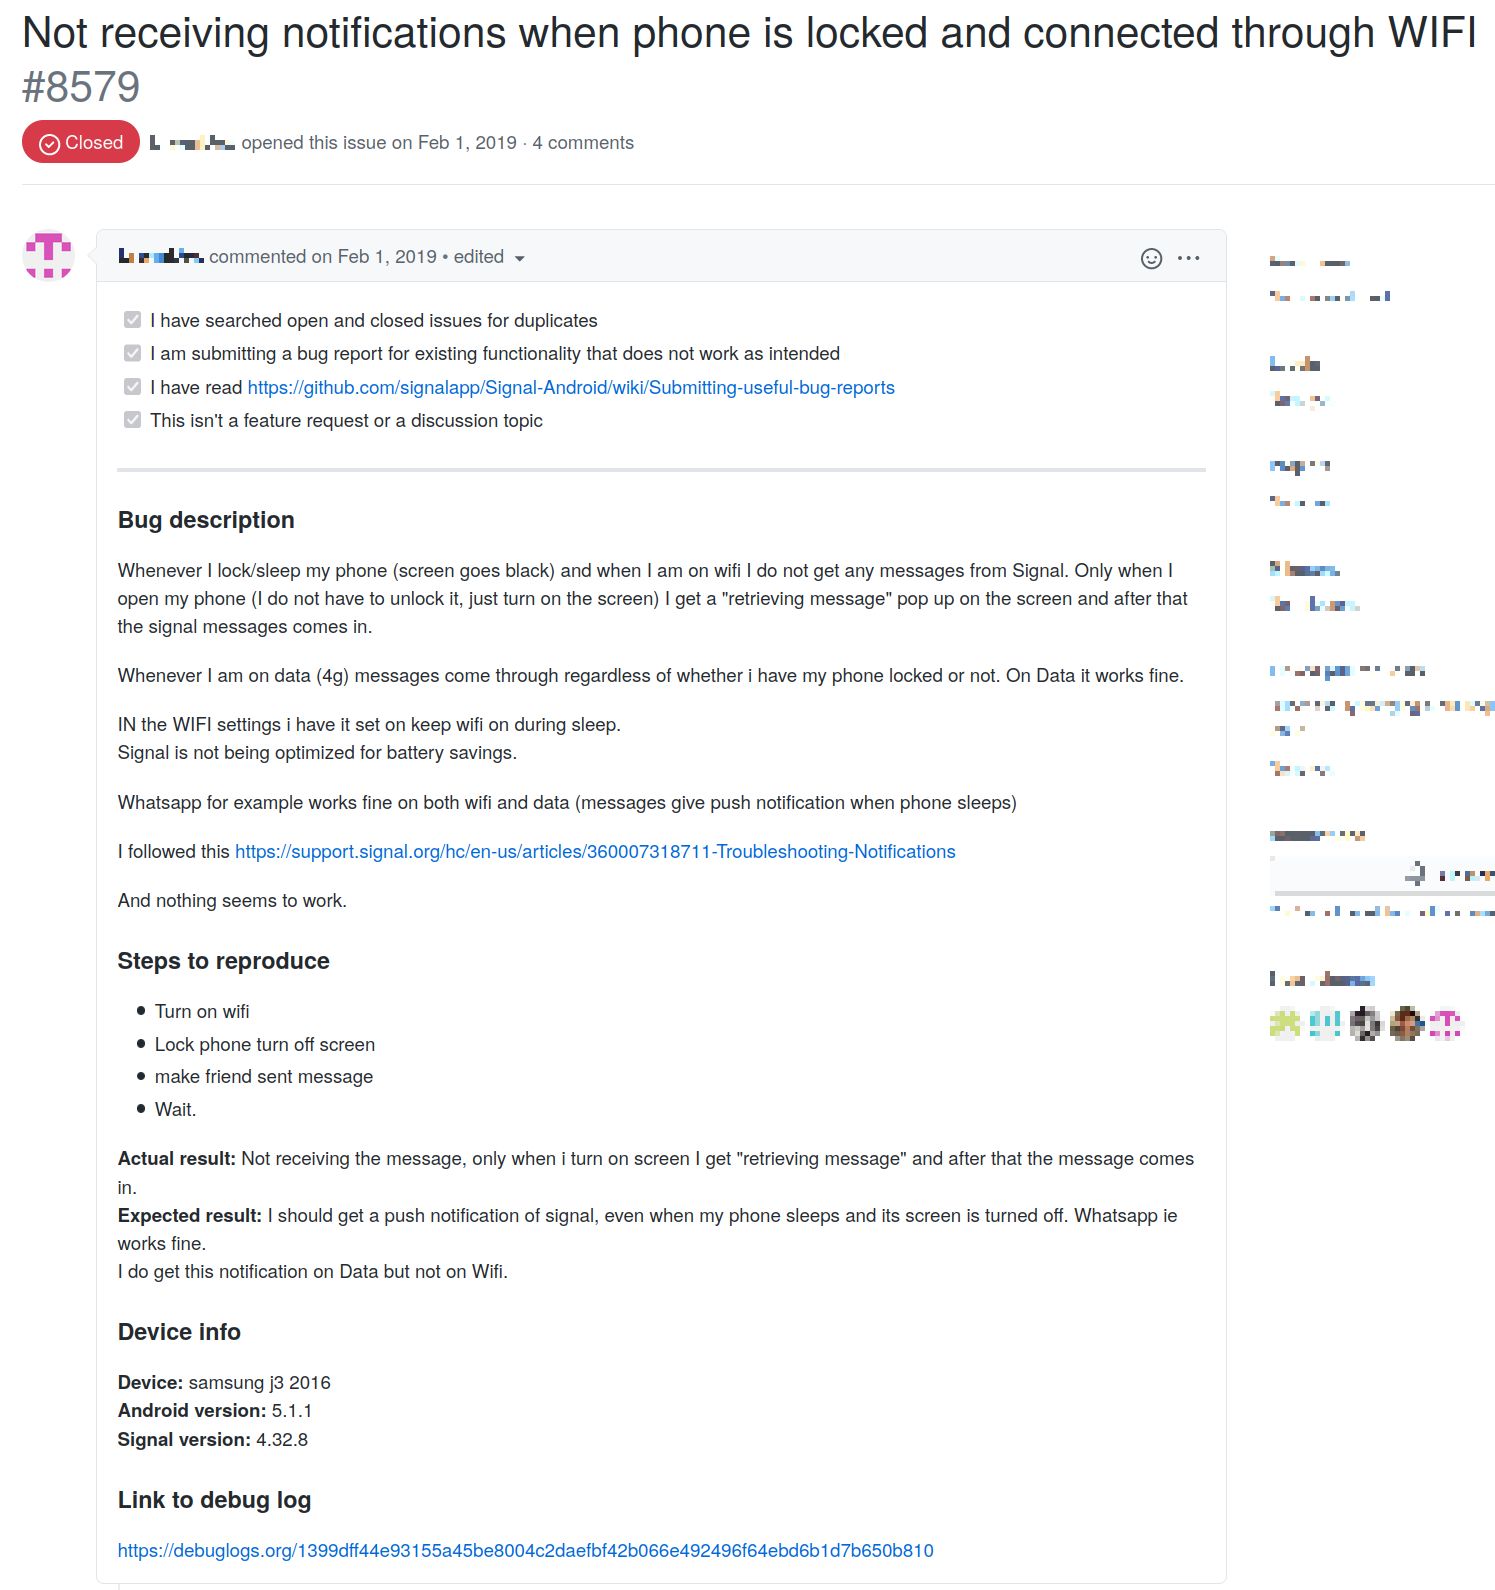 Not receiving notifications when phone is locked and connected through WIFI
#8579
Closed opened this issue on Feb 1, 2019 · 4 comments
commented on Feb 1, 2019 • edited
I have searched open and closed issues for duplicates
I am submitting a bug report for existing functionality that does not work as intended
I have read https://github.com/signalapp/Signal-Android/wiki/Submitting-useful-bug-reports
This isn't a feature request or a discussion topic
Bug description
Whenever I lock/sleep my phone (screen goes black) and when I am on wifi I do not get any messages from Signal. Only when I
open my phone (I do not have to unlock it, just turn on the screen) I get a "retrieving message" pop up on the screen and after that
the signal messages comes in.
Whenever I am on data (4g) messages come through regardless of whether i have my phone locked or not. On Data it works fine.
IN the WIFI settings i have it set on keep wifi on during sleep.
Signal is not being optimized for battery savings.
Whatsapp for example works fine on both wifi and data (messages give push notification when phone sleeps)
I followed this https://support.signal.org/hc/en-us/articles/360007318711-Troubleshooting-Notifications
And nothing seems to work.
Steps to reproduce
• Turn on wifi
• Lock phone turn off screen
• make friend sent message
• Wait.
Actual result: Not receiving the message, only when i turn on screen I get "retrieving message" and after that the message comes
in.
Expected result: I should get a push notification of signal, even when my phone sleeps and its screen is turned off. Whatsapp ie
works fine.
I do get this notification on Data but not on Wifi.
Device info
Device: samsung j3 2016
Android version: 5.1.1
Signal version: 4.32.8
Link to debug log
https://debuglogs.org/1399dff44e93155a45be8004c2daefbf42b066e492496f64ebd6b1d7b650b810